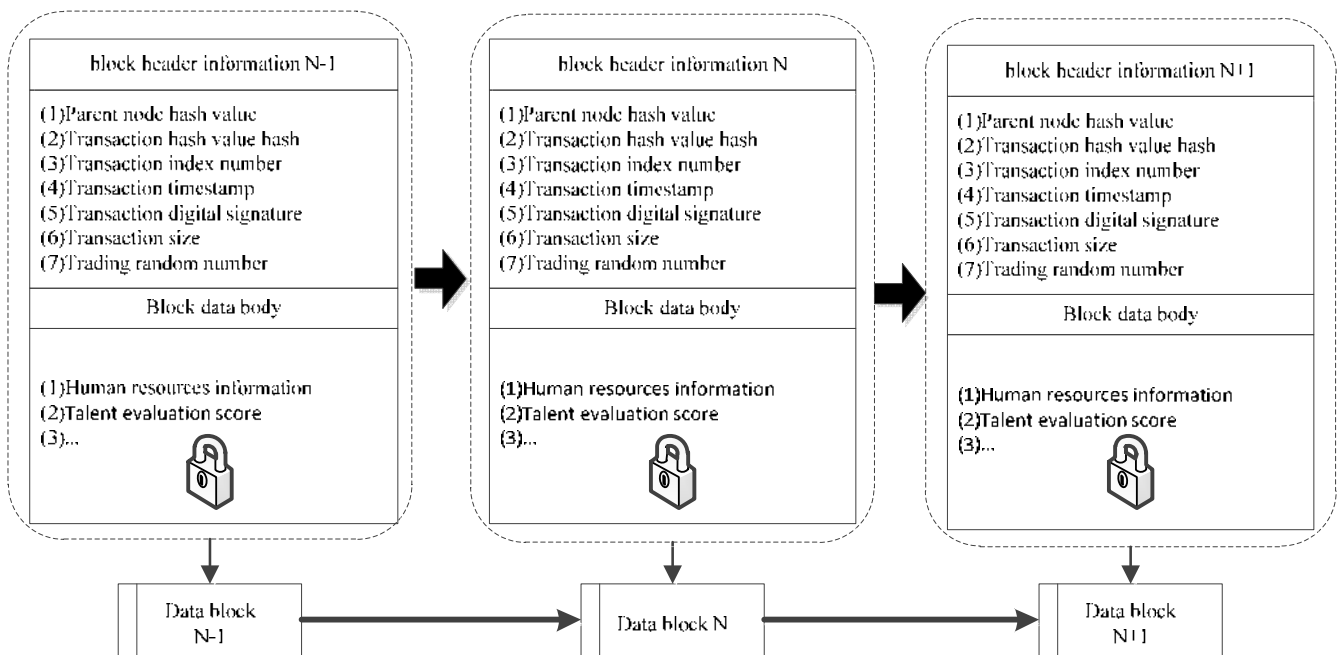 block header information N-1
(1)Parent node hash value
(2)Transaction hash value hash
(3)Transaction index number
(4)Transaction timestamp
(5)Transaction digital signature
(6)Transaction size
(7)Trading random number
Block data body
(1)Human resources information
(2)Talent evaluation score
(3)...
block header information N
(1)Parent node hash value
(2)Transaction hash value hash
(3)Transaction index number
(4)Transaction timestamp
(5)Transaction digital signature
(6)Transaction size
(7)Trading random number
Block data body
(1)Human resources information
(2)Talent evaluation score
(3)...
block header information N+1
(1)Parent node hash value
(2)Transaction hash value hash
(3)Transaction index number
(4)Transaction timestamp
(5)Transaction digital signature
(6)Transaction size
(7)Trading random number
Block data body
(1)Human resources information
(2)Talent evaluation score
(3)...
Data block
N-1
Data block N
Data block
N+1